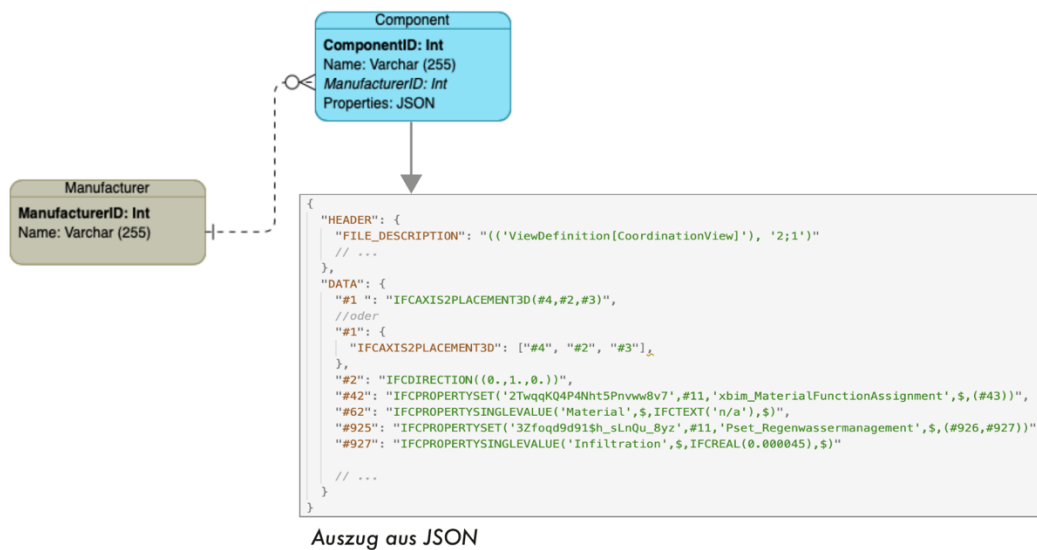 Component
ComponentID: Int
Name: Varchar (255)
ManufacturerID: Int
Properties: JSON
Manufacturer
ManufacturerID: Int
Name: Varchar (255)
{
"HEADER": {
"FILE_DESCRIPTION": "(('ViewDefinition[CoordinationView]'), '2;1')"
// ...
},
"DATA": {
"#1 ": "IFCAXIS2PLACEMENT3D(#4,#2,#3)",
//oder
"#1": {
"IFCAXIS2PLACEMENT3D": ["#4", "#2", "#3"],
},
"#2": "IFCDIRECTION((0.,1.,0.))",
"#42": "IFCPROPERTYSET('2TwqqKQ4P4Nht5Pnvww8v7',#11,'xbim_MaterialFunctionAssignment',$,(#43))",
"#62": "IFCPROPERTYSINGLEVALUE('Material',$,IFCTEXT('n/a'),$)",
"#925": "IFCPROPERTYSET('3Zfoqd9d91$h_sLnQu_8yz',#11,'Pset_Regenwassermanagement',$,(#926,#927))"
"#927": "IFCPROPERTYSINGLEVALUE('Infiltration',$,IFCREAL(0.000045),$)"
// ...
}
}
Auszug aus JSON